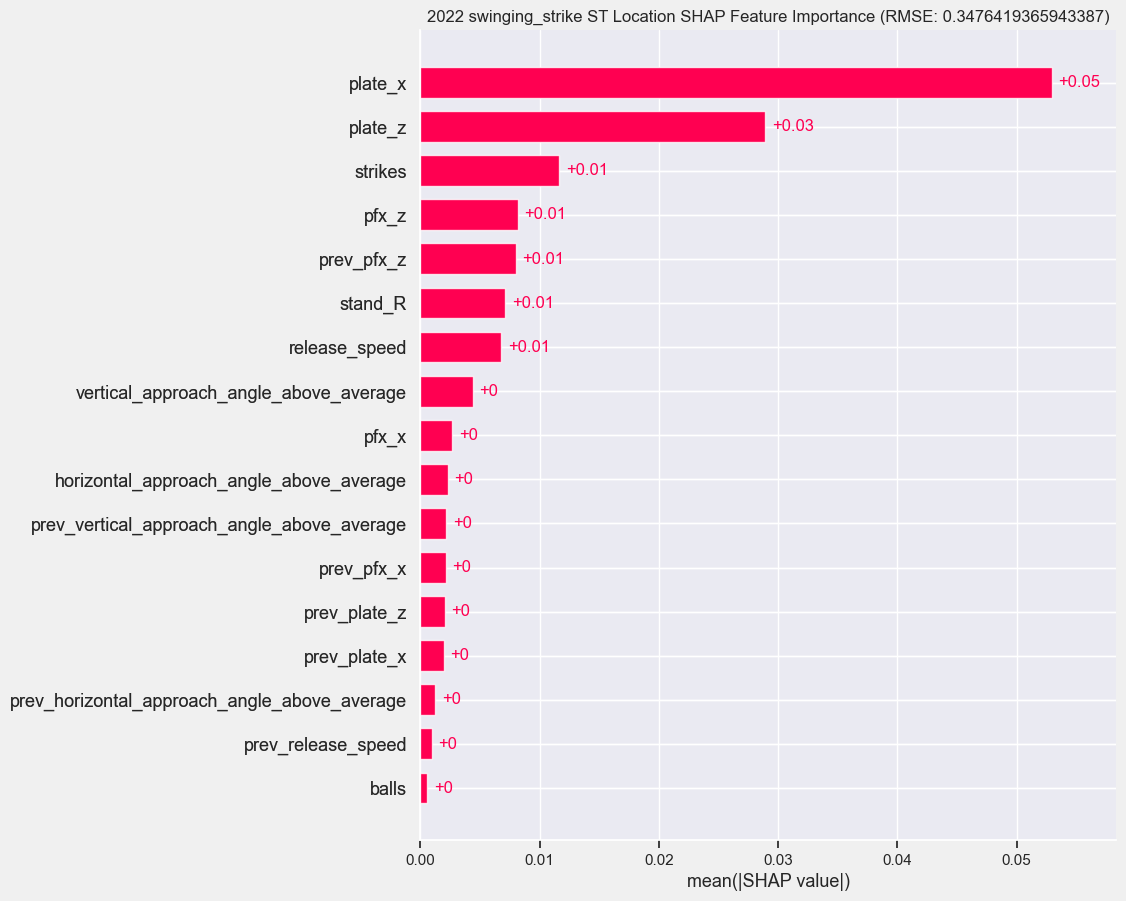 2022 swinging_strike ST Location SHAP Feature Importance (RMSE: 0.3476419365943387)
plate_x +0.05
plate_z +0.03
strikes +0.01
pfx_z +0.01
prev_pfx_z +0.01
stand_R +0.01
release_speed +0.01
vertical_approach_angle_above_average +0
pfx_x +0
horizontal_approach_angle_above_average +0
prev_vertical_approach_angle_above_average +0
prev_pfx_x +0
prev_plate_z +0
prev_plate_x +0
prev_horizontal_approach_angle_above_average +0
prev_release_speed +0
balls +0
0.00 0.01 0.02 0.03 0.04 0.05
mean(|SHAP value|)